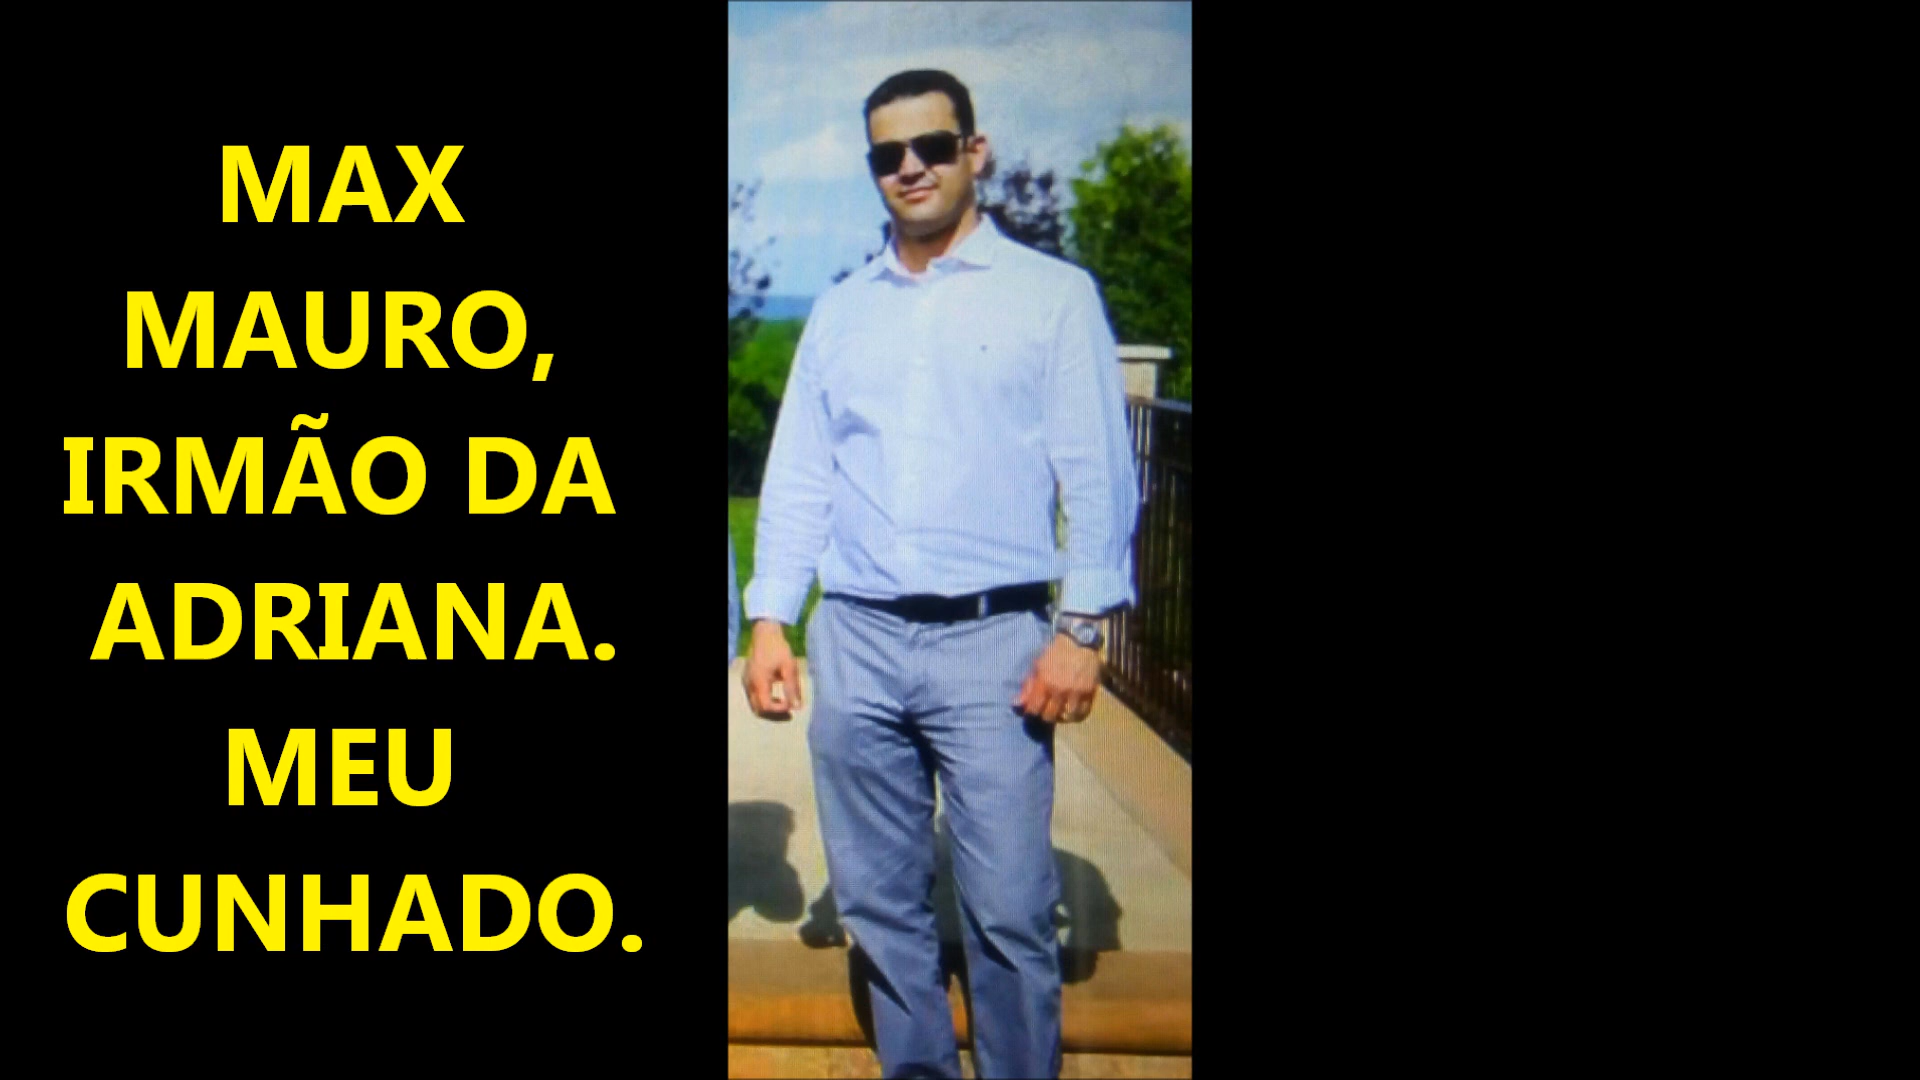 MAX
MAURO,
IRMÃO DA
ADRIANA.
MEU
CUNHADO.